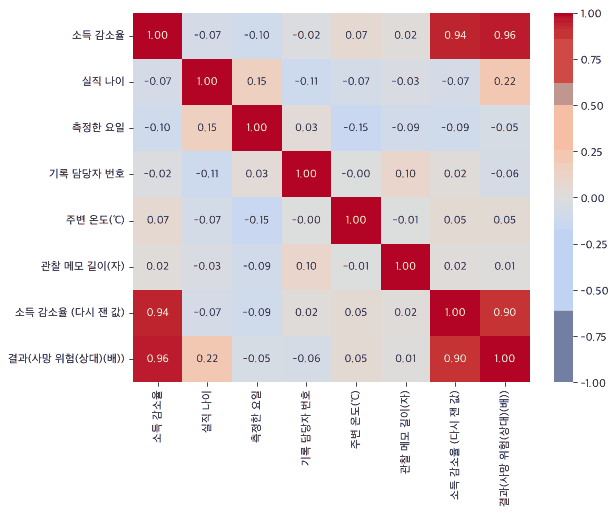 소득 감소율 1.00 -0.07 -0.10 -0.02 0.07 0.02 0.94 0.96
실직 나이 -0.07 1.00 0.15 -0.11 -0.07 -0.03 -0.07 0.22
측정한 요일 -0.10 0.15 1.00 0.03 -0.15 -0.09 -0.09 -0.05
기록 담당자 번호 -0.02 -0.11 0.03 1.00 -0.00 0.10 0.02 -0.06
주변 온도(℃) 0.07 -0.07 -0.15 -0.00 1.00 -0.01 0.05 0.05
관찰 메모 길이(자) 0.02 -0.03 -0.09 0.10 -0.01 1.00 0.02 0.01
소득 감소율 (다시 잰 값) 0.94 -0.07 -0.09 0.02 0.05 0.02 1.00 0.90
결과(사망 위험(상대)(배)) 0.96 0.22 -0.05 -0.06 0.05 0.01 0.90 1.00
소득 감소율
실직 나이
측정한 요일
기록 담당자 번호
주변 온도(℃)
관찰 메모 길이(자)
소득 감소율 (다시 잰 값)
결과(사망 위험(상대)(배))
1.00
0.75
0.50
0.25
0.00
-0.25
-0.50
-0.75
-1.00